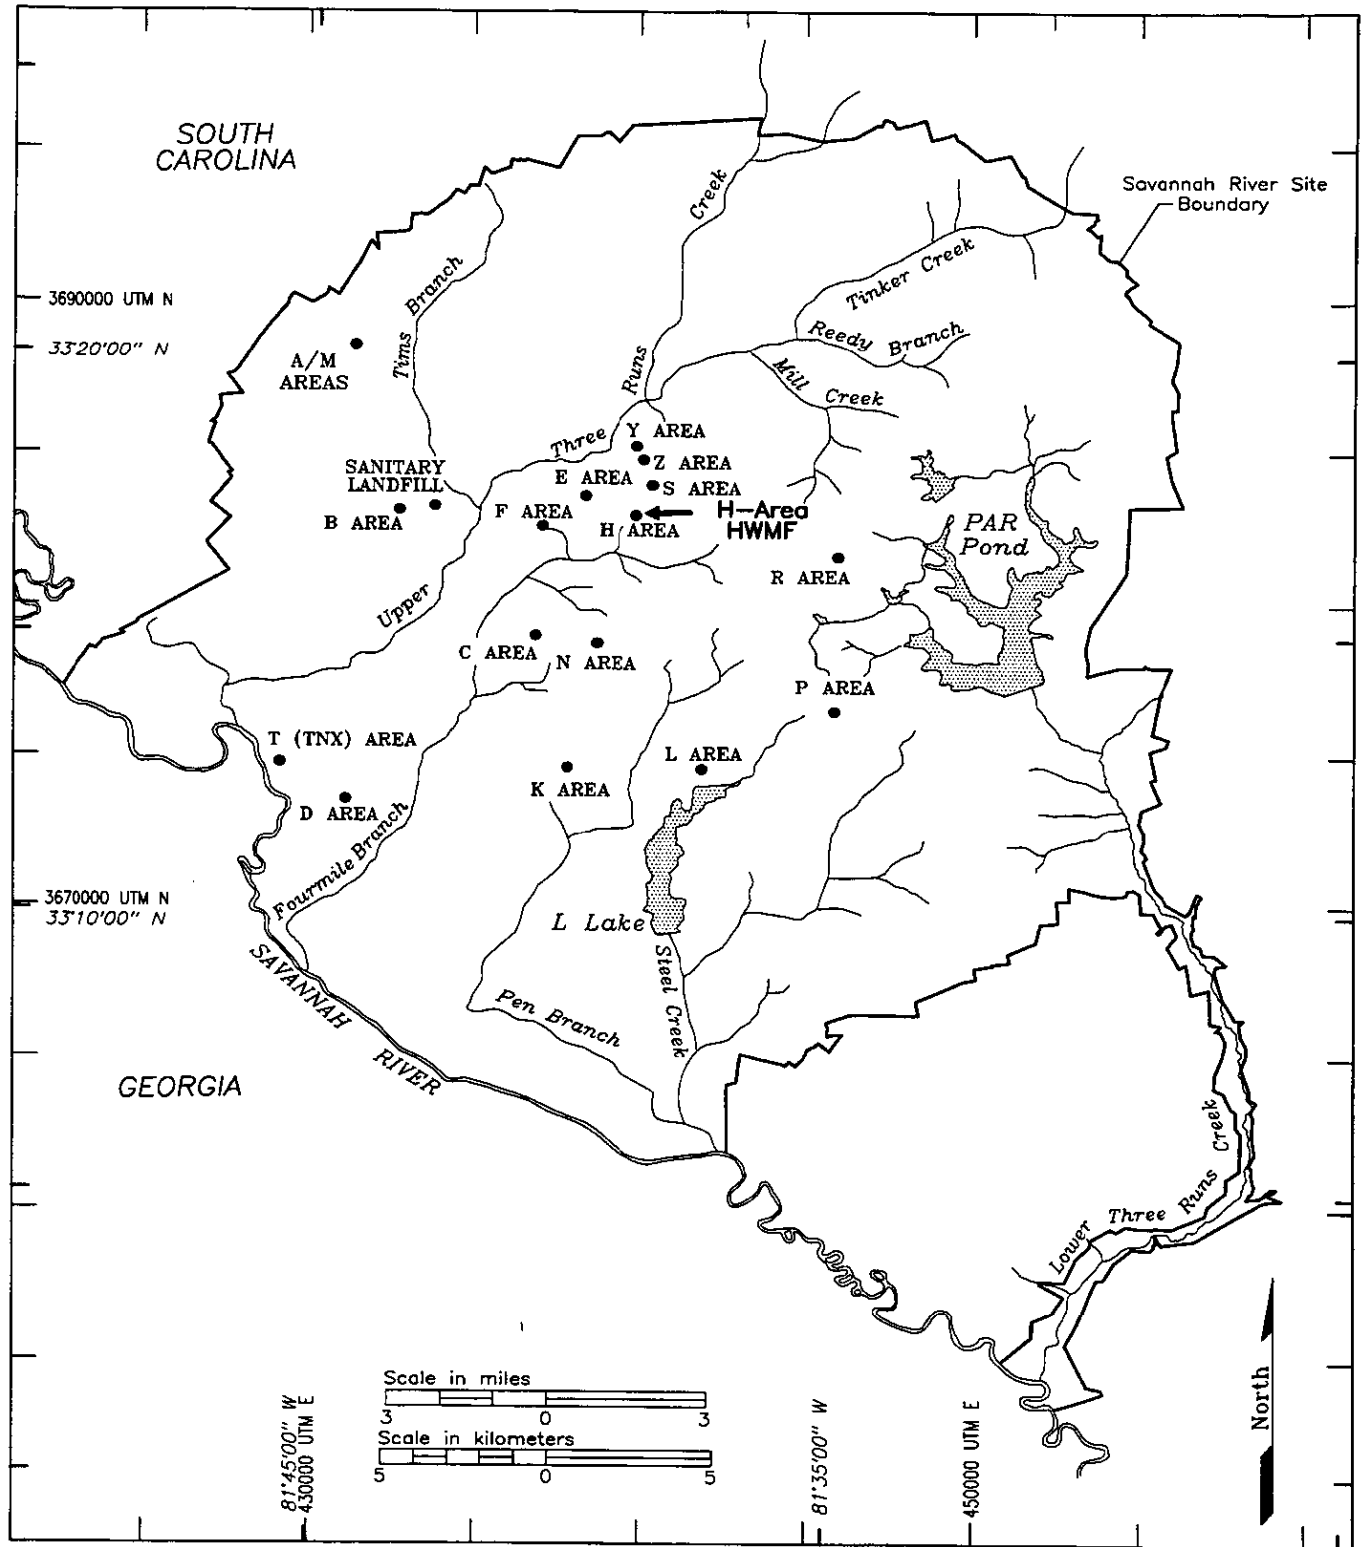 SOUTH
CAROLINA
Savannah River Site
Boundary
Creek
Tinker Creek
Tims Branch
3690000 UTM N
33°20'00" N
A/M
AREAS
Reedy Branch
Mill Creek
Runs
Three
Upper
Y AREA
Z AREA
E AREA
S AREA
SANITARY
LANDFILL
B AREA
F AREA
H AREA
H-Area
HWMF
PAR
Pond
R AREA
C AREA
N AREA
P AREA
T (TNX) AREA
L AREA
K AREA
D AREA
Fourmile Branch
3670000 UTM N
33°10'00" N
L Lake
Steel Creek
SAVANNAH RIVER
Pen Branch
GEORGIA
Lower Three Runs Creek
Scale in miles
3 0 3
Scale in kilometers
5 0 5
81°45'00" W
430000 UTM E
81°35'00" W
450000 UTM E
North